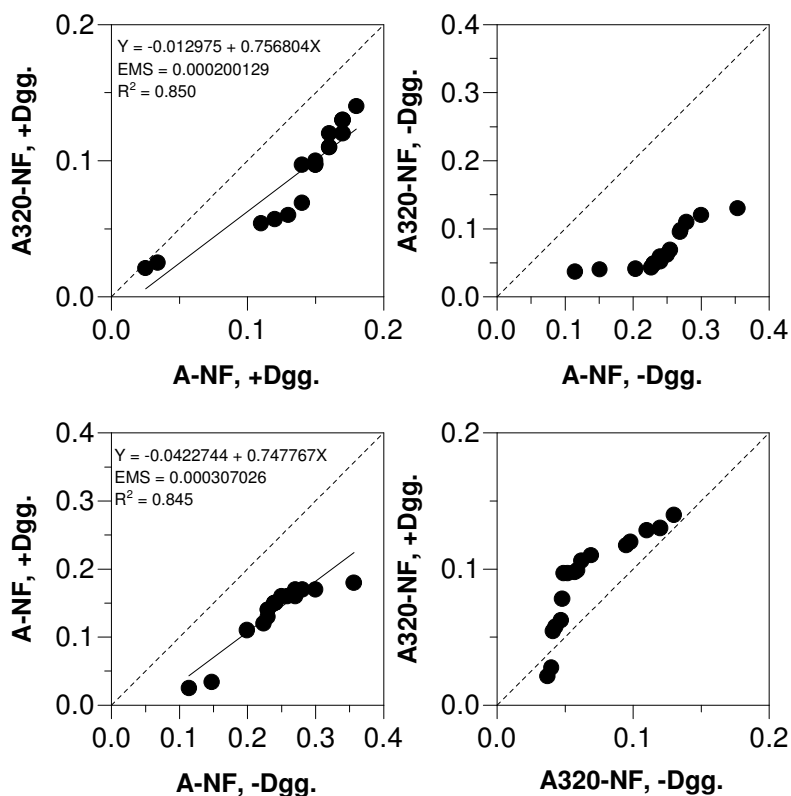 0.2
Y = -0.012975 + 0.756804X
EMS = 0.000200129
R² = 0.850
0.1
0.0
0.0 0.1 0.2
A320-NF, +Dgg.
A-NF, +Dgg.
0.4
0.3
0.2
0.1
0.0
0.0 0.1 0.2 0.3 0.4
A320-NF, -Dgg.
A-NF, -Dgg.
0.4
Y = -0.0422744 + 0.747767X
EMS = 0.000307026
R² = 0.845
0.3
0.2
0.1
0.0
0.0 0.1 0.2 0.3 0.4
A-NF, +Dgg.
A-NF, -Dgg.
0.2
0.1
0.0
0.0 0.1 0.2
A320-NF, +Dgg.
A320-NF, -Dgg.